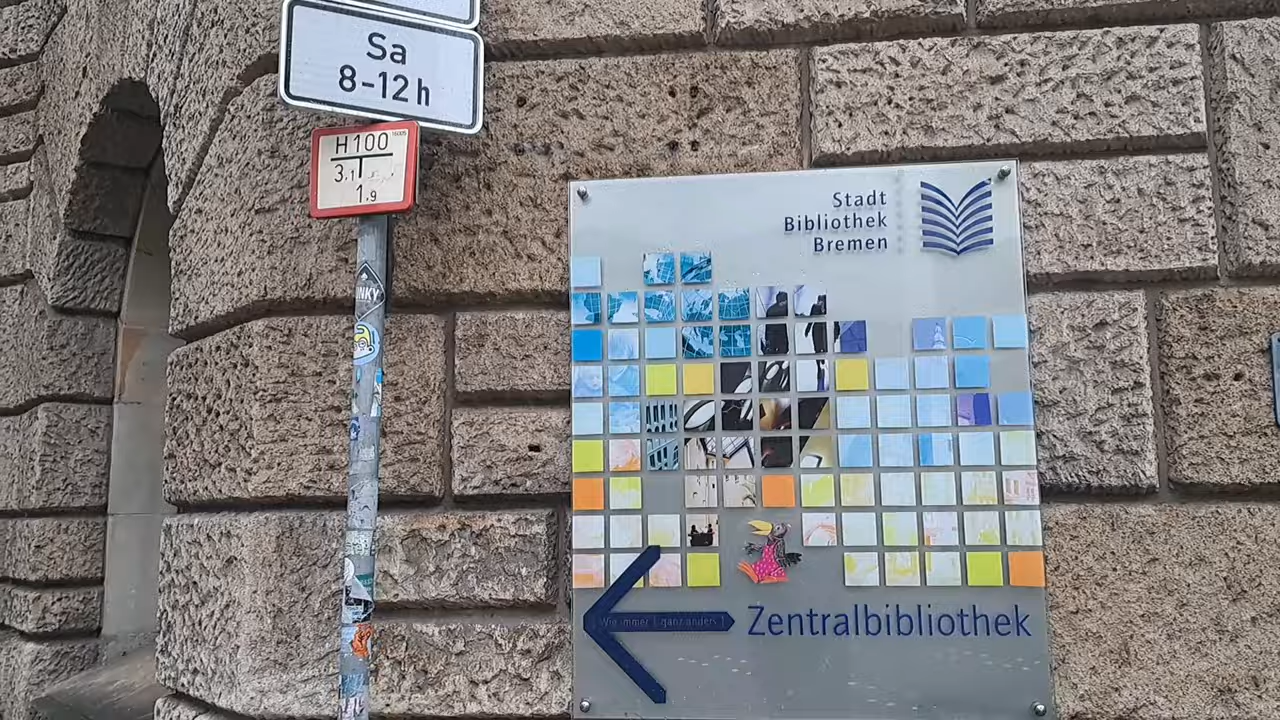 Sa
8-12 h
H100
3.1
1.9
Stadt
Bibliothek
Bremen
Wie immer [ ganz anders ]
Zentralbibliothek